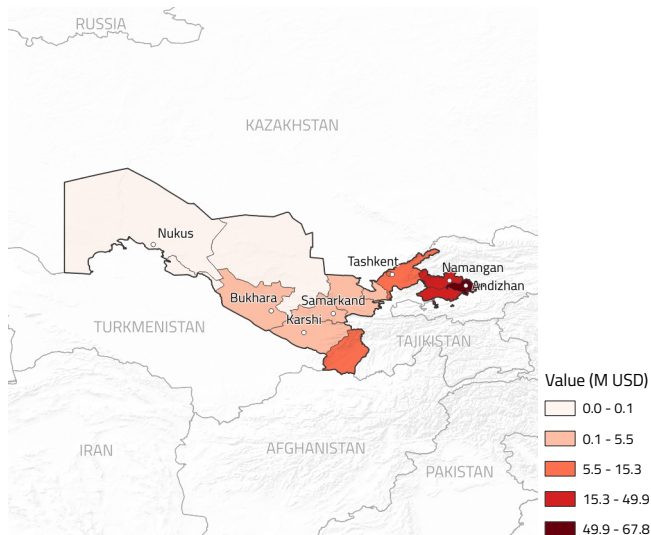 RUSSIA
KAZAKHSTAN
Nukus
Tashkent
Namangan
Andizhan
Bukhara
Samarkand
Karshi
TURKMENISTAN
TAJIKISTAN
Value (M USD)
0.0 - 0.1
0.1 - 5.5
5.5 - 15.3
15.3 - 49.9
49.9 - 67.8
IRAN
AFGHANISTAN
PAKISTAN